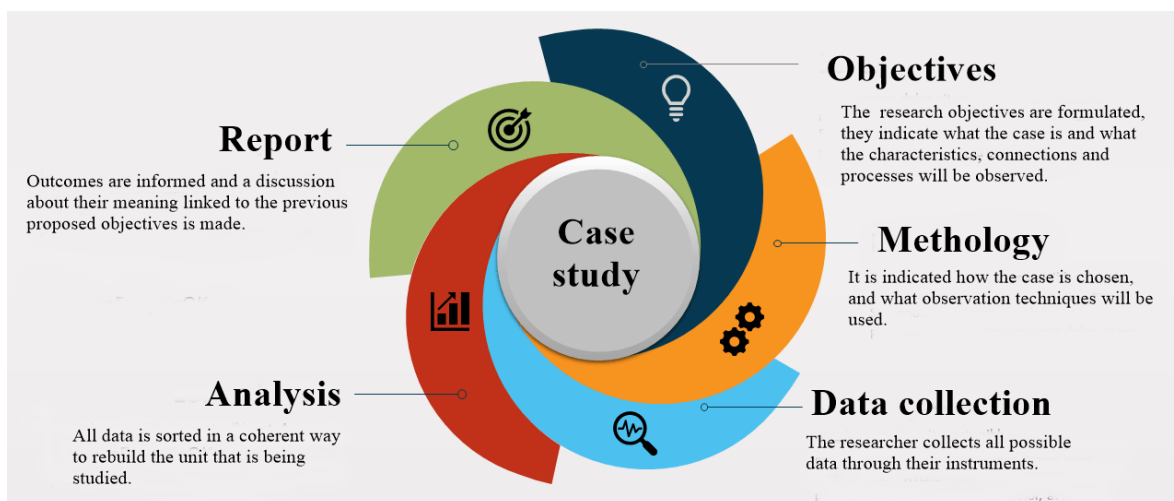 Case
study
Objectives
The research objectives are formulated,
they indicate what the case is and what
the characteristics, connections and
processes will be observed.
Methology
It is indicated how the case is chosen,
and what observation techniques will be
used.
Data collection
The researcher collects all possible
data through their instruments.
Analysis
All data is sorted in a coherent way
to rebuild the unit that is being
studied.
Report
Outcomes are informed and a discussion
about their meaning linked to the previous
proposed objectives is made.